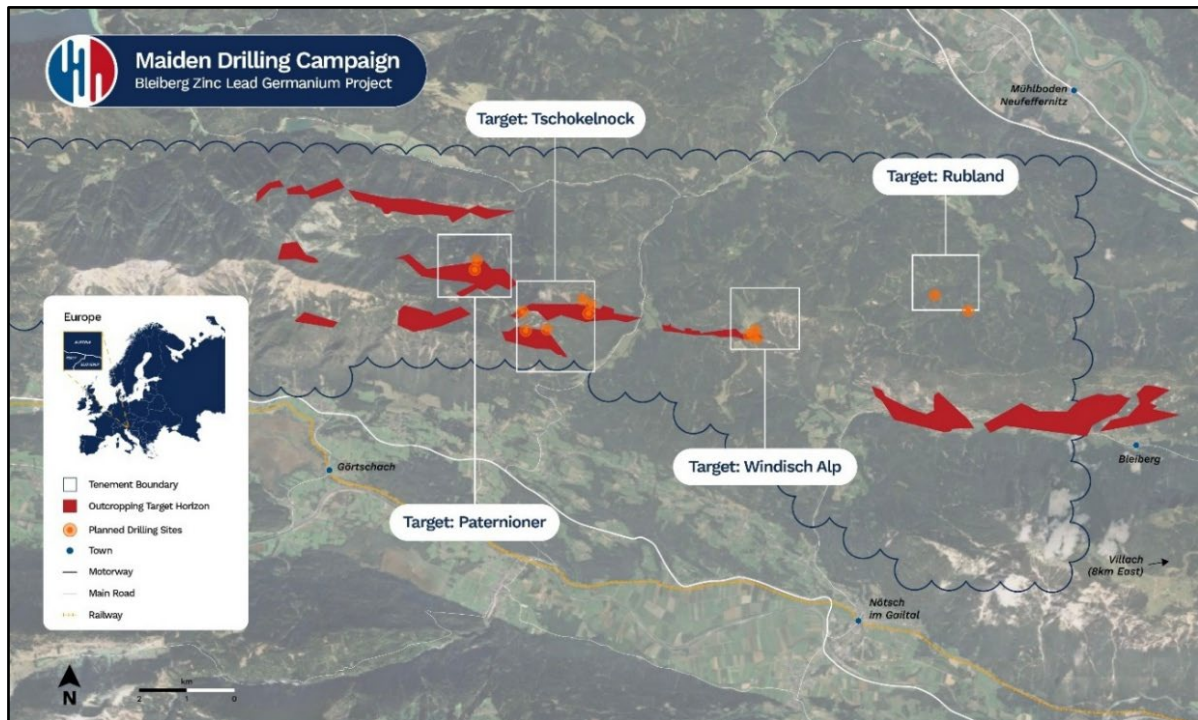 Maiden Drilling Campaign
Bleiberg Zinc Lead Germanium Project
Mühlboden
Neufeffernitz
Target: Tschokelnock
Target: Rubland
Europe
Görtschach
Target: Windisch Alp
Bleiberg
Target: Paternioner
Villach
(8km East)
Nötsch
im Gailtal
Tenement Boundary
Outcropping Target Horizon
Planned Drilling Sites
Town
Motorway
Main Road
Railway
N
km
2
1
0